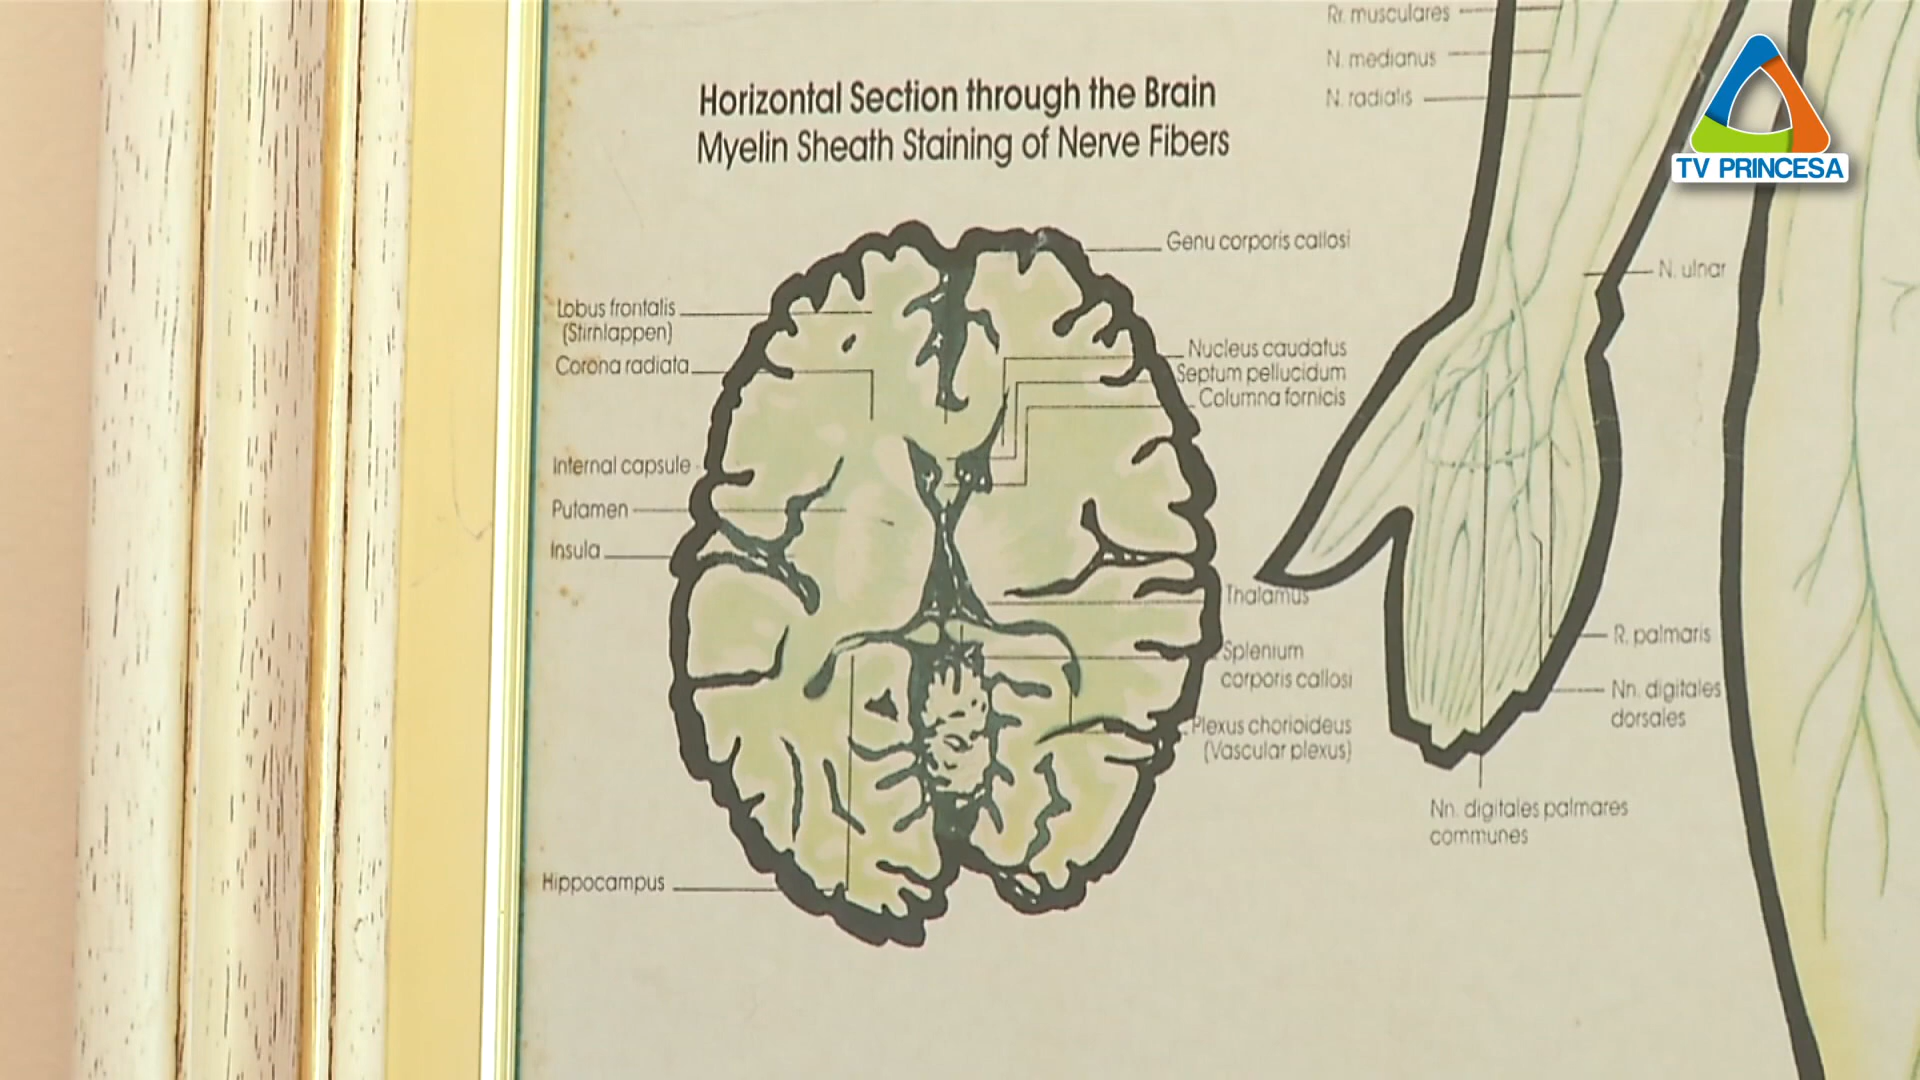 Horizontal Section through the Brain
Myelin Sheath Staining of Nerve Fibers
Lobus frontalis
(Stirnlappen)
Corona radiata
Internal capsule
Putamen
Insula
Hippocampus
Genu corporis callosi
Nucleus caudatus
Septum pellucidum
Columna fornicis
Thalamus
Splenium
corporis callosi
Plexus chorioideus
(Vascular plexus)
Rr. musculares
N. medianus
N. radialis
N. ulnar
R. palmaris
Nn. digitales
dorsales
Nn. digitales palmares
communes
TV PRINCESA